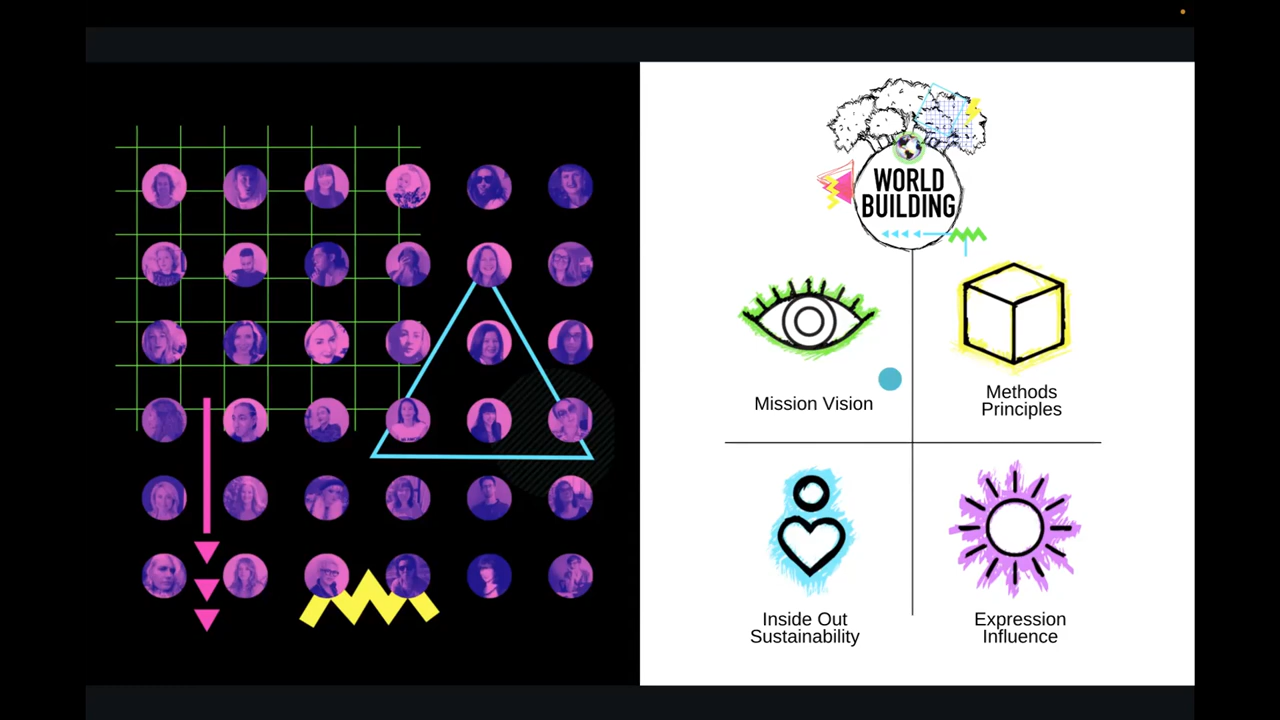 WORLD
BUILDING
Mission Vision
Methods
Principles
Inside Out
Sustainability
Expression
Influence